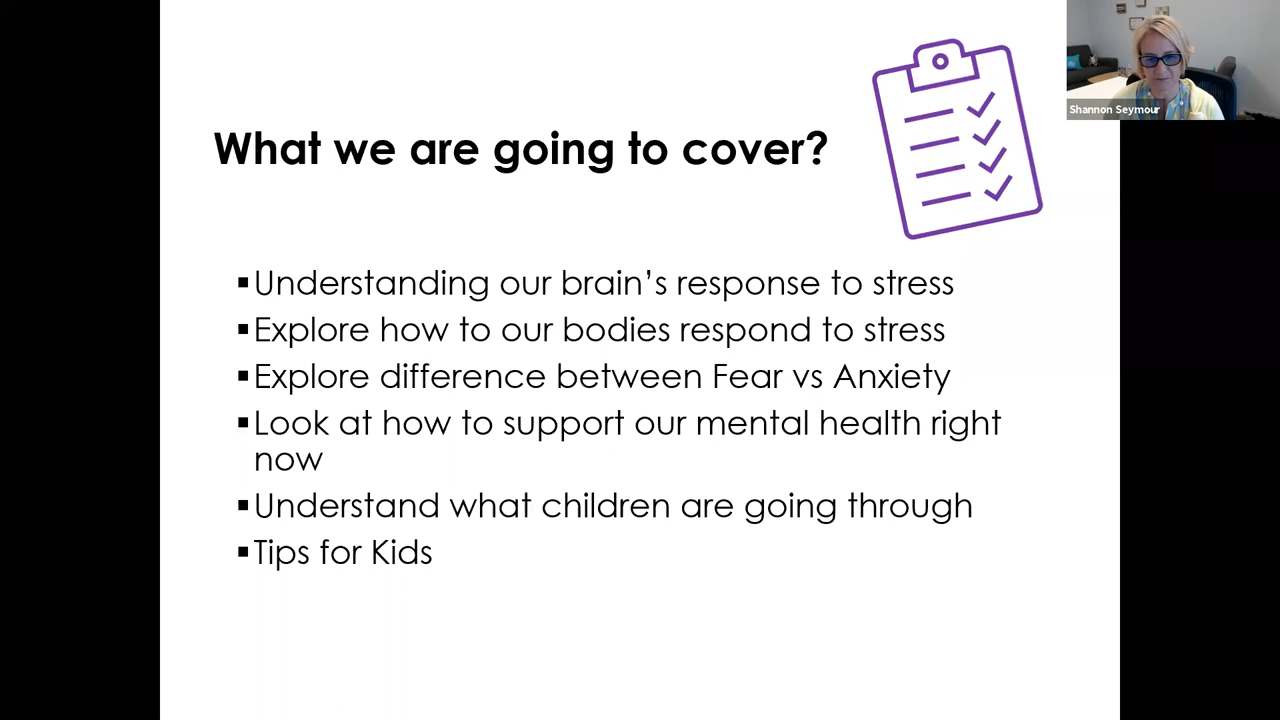 Shannon Seymour
What we are going to cover?
▪Understanding our brain’s response to stress
▪Explore how to our bodies respond to stress
▪Explore difference between Fear vs Anxiety
▪Look at how to support our mental health right
now
▪Understand what children are going through
▪Tips for Kids